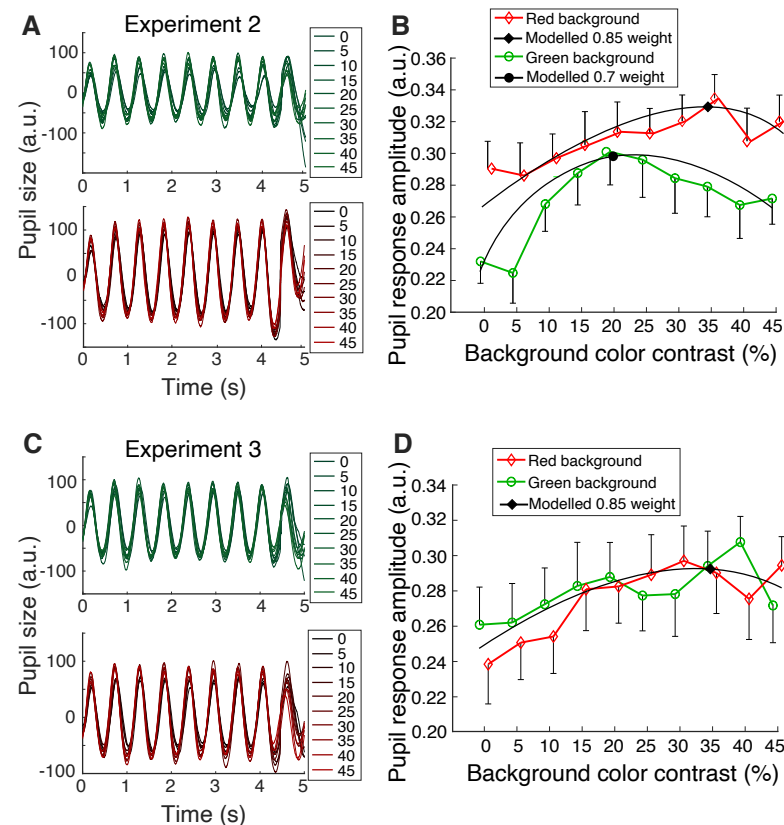 A
Experiment 2
Pupil size (a.u.)
100
0
-100
0 1 2 3 4 5
0
5
10
15
20
25
30
35
40
45
100
0
-100
0 1 2 3 4 5
Time (s)
0
5
10
15
20
25
30
35
40
45
B
Red background
Modelled 0.85 weight
Green background
Modelled 0.7 weight
Pupil response amplitude (a.u.)
0.36
0.34
0.32
0.30
0.28
0.26
0.24
0.22
0.20
0 5 10 15 20 25 30 35 40 45
Background color contrast (%)
C
Experiment 3
Pupil size (a.u.)
100
0
-100
0 1 2 3 4 5
0
5
10
15
20
25
30
35
40
45
100
0
-100
0 1 2 3 4 5
Time (s)
0
5
10
15
20
25
30
35
40
45
D
Red background
Green background
Modelled 0.85 weight
Pupil response amplitude (a.u.)
0.36
0.34
0.32
0.30
0.28
0.26
0.24
0.22
0.20
0 5 10 15 20 25 30 35 40 45
Background color contrast (%)